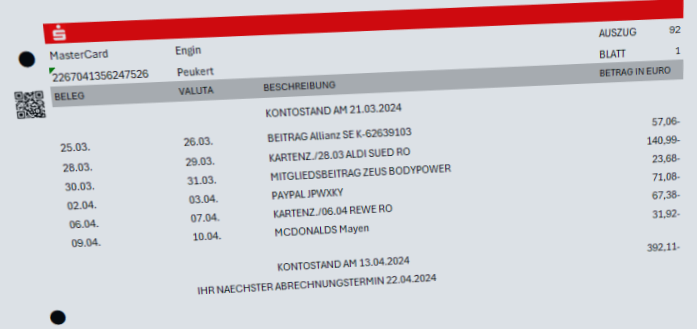 MasterCard Engin AUSZUG 92
2267041356247526 Peukert BLATT 1
BELEG VALUTA BESCHREIBUNG BETRAG IN EURO
KONTOSTAND AM 21.03.2024
25.03. 26.03. BEITRAG Allianz SE K-62639103 57,06-
28.03. 29.03. KARTENZ./28.03 ALDI SUED RO 140,99-
30.03. 31.03. MITGLIEDSBEITRAG ZEUS BODYPOWER 23,68-
02.04. 03.04. PAYPAL JPWXKY 71,08-
06.04. 07.04. KARTENZ./06.04 REWE RO 67,38-
09.04. 10.04. MCDONALDS Mayen 31,92-
KONTOSTAND AM 13.04.2024 392,11-
IHR NAECHSTER ABRECHNUNGSTERMIN 22.04.2024